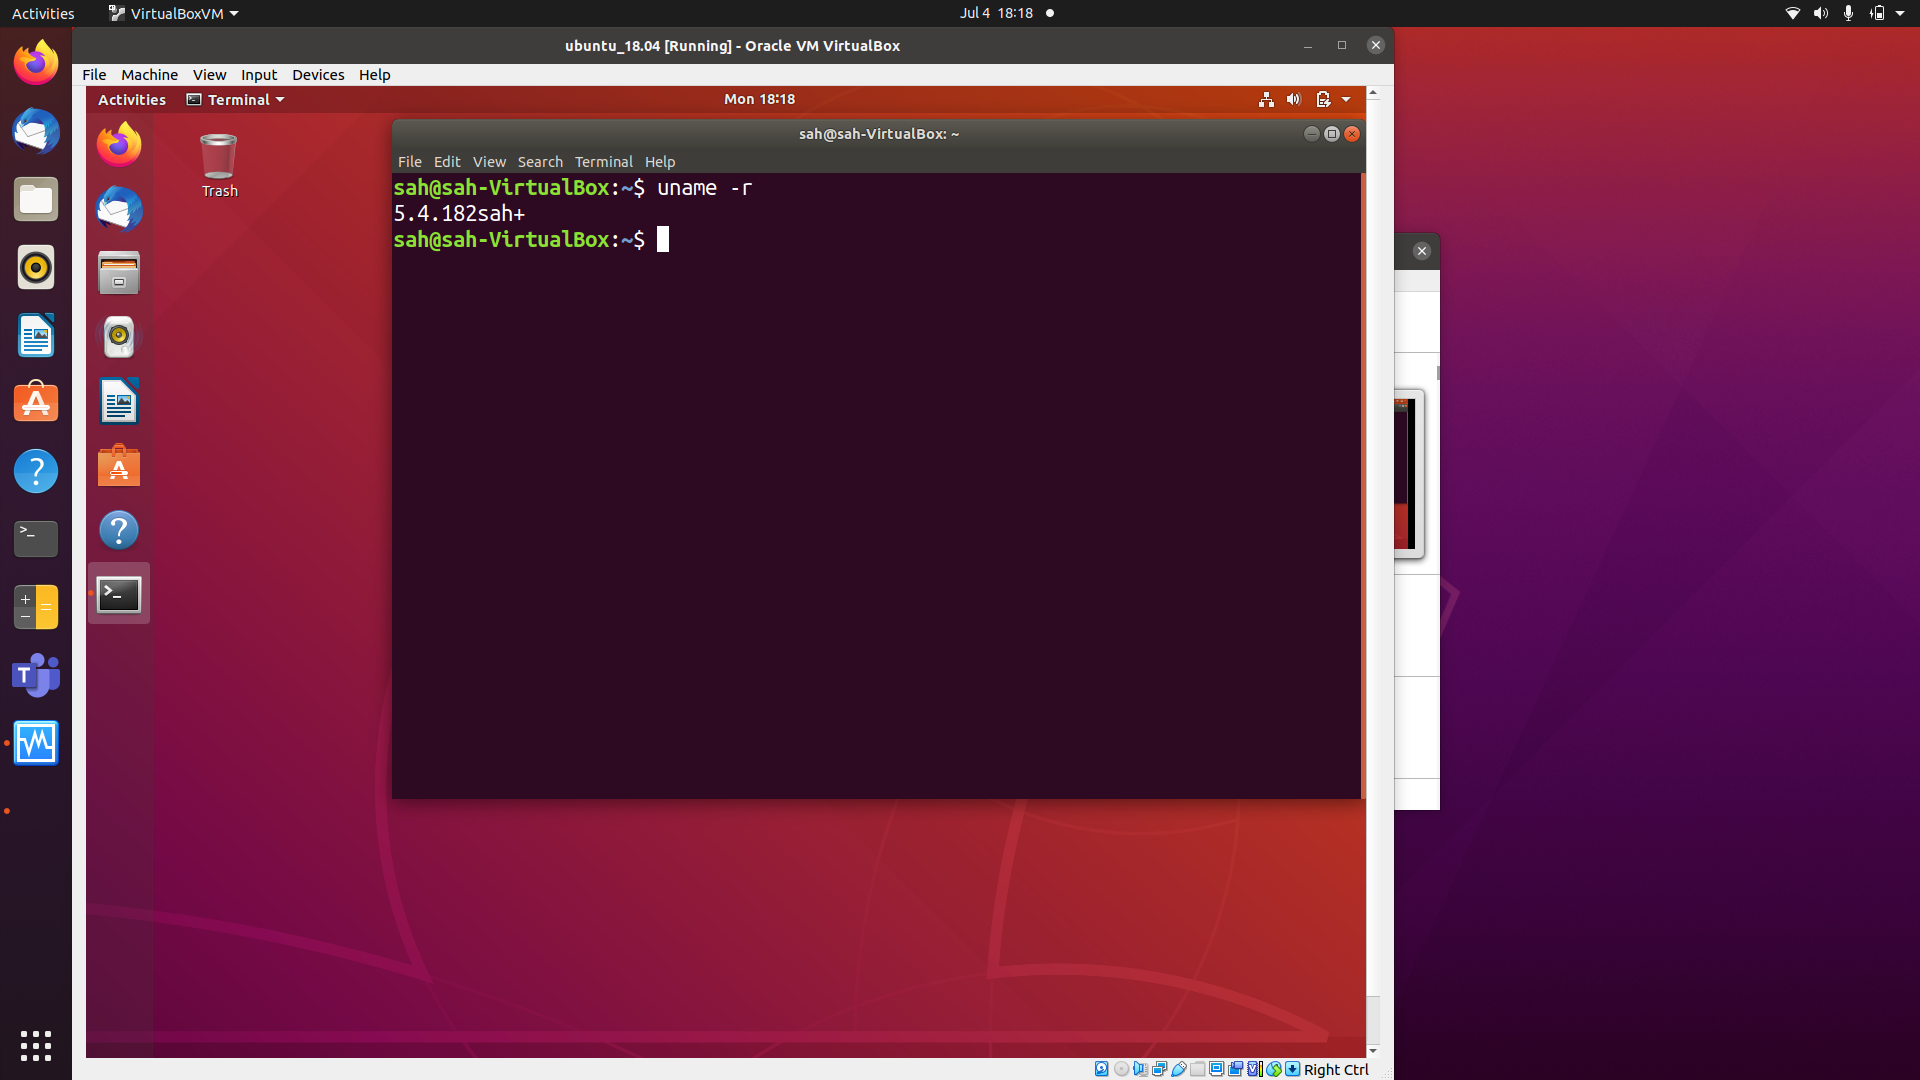 Activities VirtualBoxVM Jul 4 18:18
ubuntu_18.04 [Running] - Oracle VM VirtualBox
File Machine View Input Devices Help
Activities Terminal Mon 18:18
Trash
sah@sah-VirtualBox: ~
File Edit View Search Terminal Help
sah@sah-VirtualBox:~$ uname -r
5.4.182sah+
sah@sah-VirtualBox:~$
Right Ctrl